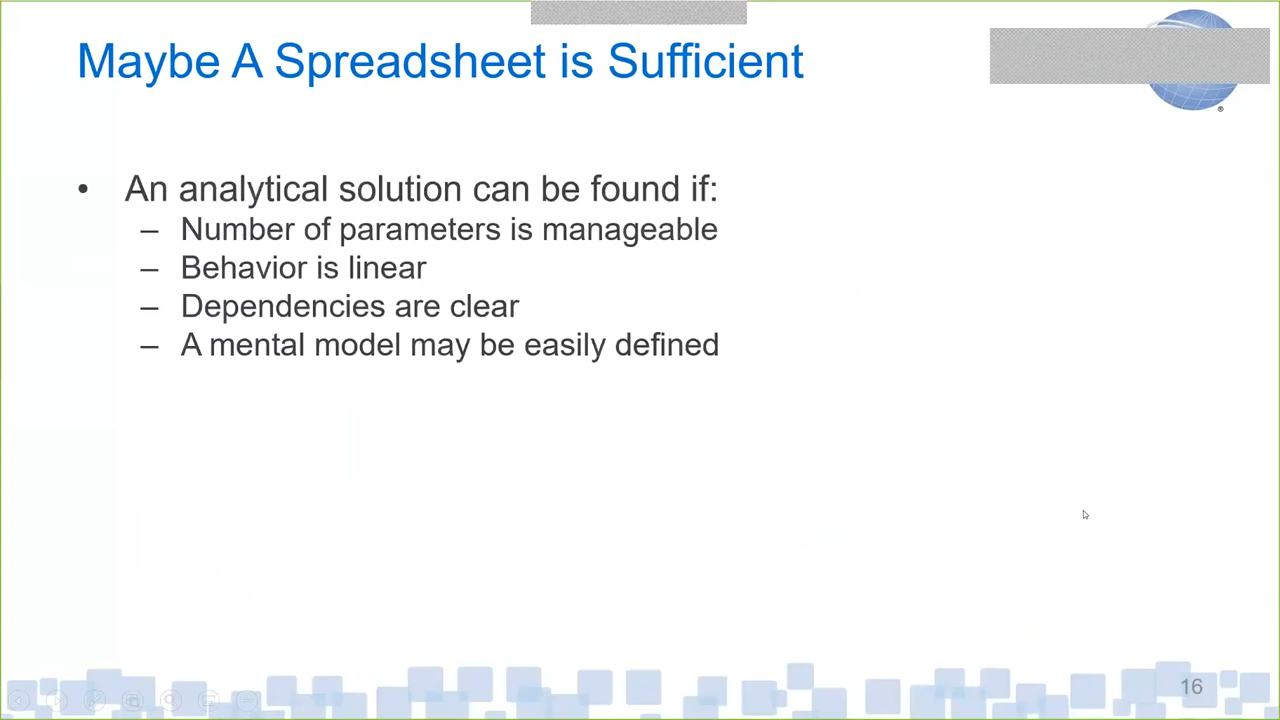 Maybe A Spreadsheet is Sufficient
®
• An analytical solution can be found if:
– Number of parameters is manageable
– Behavior is linear
– Dependencies are clear
– A mental model may be easily defined
16